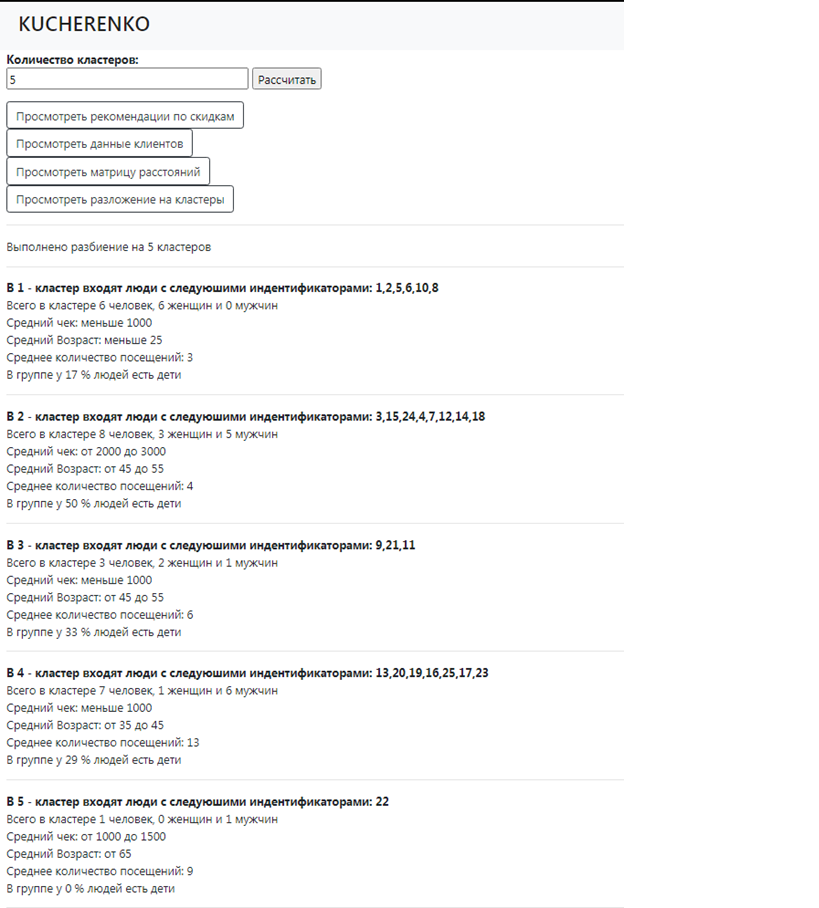 KUCHERENKO
Количество кластеров:
5 Рассчитать
Просмотреть рекомендации по скидкам
Просмотреть данные клиентов
Просмотреть матрицу расстояний
Просмотреть разложение на кластеры
Выполнено разбиение на 5 кластеров
В 1 - кластер входят люди с следуюшими индентификаторами: 1,2,5,6,10,8
Всего в кластере 6 человек, 6 женщин и 0 мужчин
Средний чек: меньше 1000
Средний Возраст: меньше 25
Среднее количество посещений: 3
В группе у 17 % людей есть дети
В 2 - кластер входят люди с следуюшими индентификаторами: 3,15,24,4,7,12,14,18
Всего в кластере 8 человек, 3 женщин и 5 мужчин
Средний чек: от 2000 до 3000
Средний Возраст: от 45 до 55
Среднее количество посещений: 4
В группе у 50 % людей есть дети
В 3 - кластер входят люди с следуюшими индентификаторами: 9,21,11
Всего в кластере 3 человек, 2 женщин и 1 мужчин
Средний чек: меньше 1000
Средний Возраст: от 45 до 55
Среднее количество посещений: 6
В группе у 33 % людей есть дети
В 4 - кластер входят люди с следуюшими индентификаторами: 13,20,19,16,25,17,23
Всего в кластере 7 человек, 1 женщин и 6 мужчин
Средний чек: меньше 1000
Средний Возраст: от 35 до 45
Среднее количество посещений: 13
В группе у 29 % людей есть дети
В 5 - кластер входят люди с следуюшими индентификаторами: 22
Всего в кластере 1 человек, 0 женщин и 1 мужчин
Средний чек: от 1000 до 1500
Средний Возраст: от 65
Среднее количество посещений: 9
В группе у 0 % людей есть дети